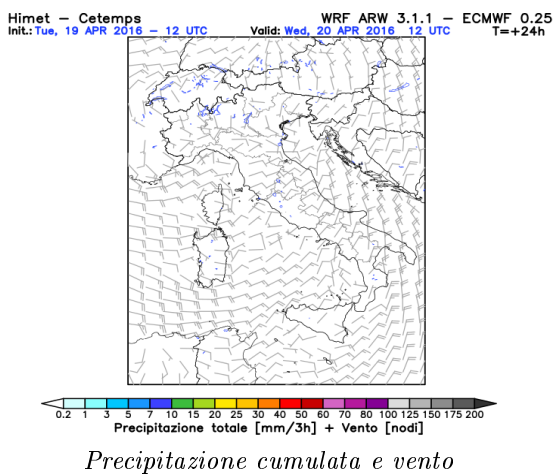 Himet – Cetemps WRF ARW 3.1.1 – ECMWF 0.25
Init.: Tue, 19 APR 2016 – 12 UTC Valid: Wed, 20 APR 2016 12 UTC T=+24h
0.2 1 3 5 7 10 15 20 25 30 40 50 60 70 80 100 125 150 175 200
Precipitazione totale [mm/3h] + Vento [nodi]
Precipitazione cumulata e vento